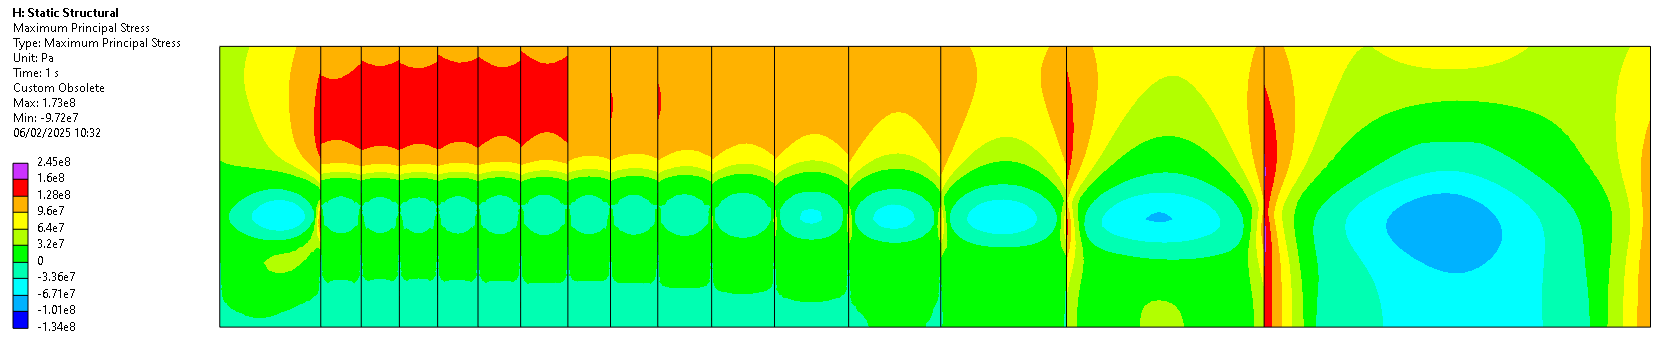 H: Static Structural
Maximum Principal Stress
Type: Maximum Principal Stress
Unit: Pa
Time: 1 s
Custom Obsolete
Max: 1.73e8
Min: -9.72e7
06/02/2025 10:32
2.45e8
1.6e8
1.28e8
9.6e7
6.4e7
3.2e7
0
-3.36e7
-6.71e7
-1.01e8
-1.34e8